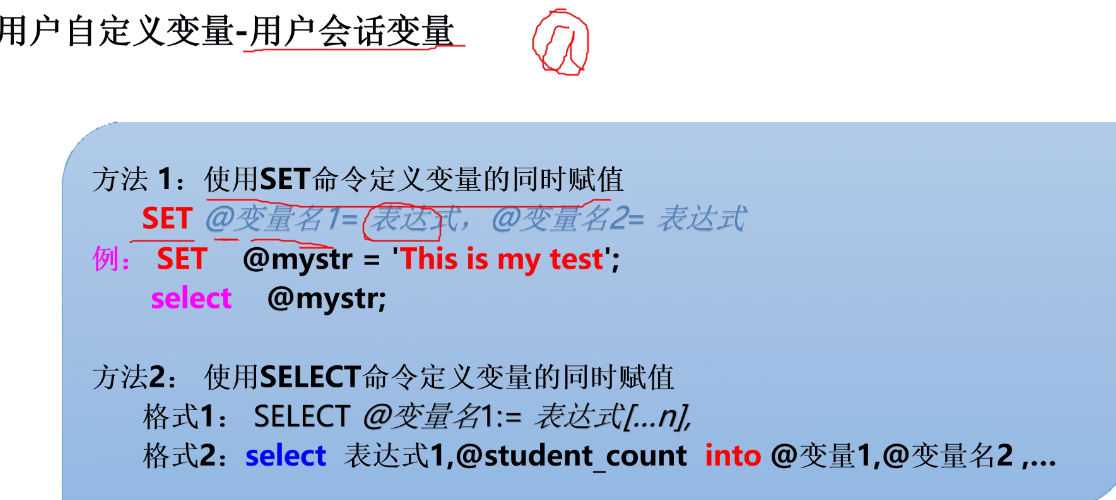 用户自定义变量-用户会话变量
@
方法 1：使用SET命令定义变量的同时赋值
SET @变量名1= 表达式，@变量名2= 表达式
例： SET @mystr = 'This is my test';
select @mystr;
方法2： 使用SELECT命令定义变量的同时赋值
格式1： SELECT @变量名1:= 表达式[…n],
格式2：select 表达式1,@student_count into @变量1,@变量名2 ,…